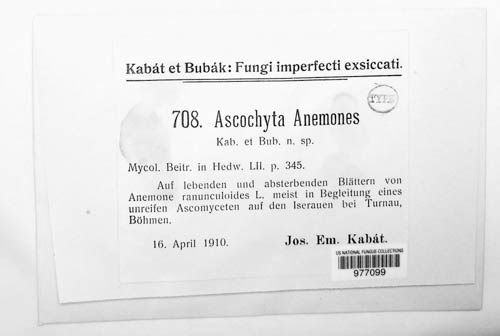 Kabát et Bubák: Fungi imperfecti exsiccati.
TYPE
708. Ascochyta Anemones
Kab. et Bub. n. sp.
Mycol. Beitr. in Hedw. LII. p. 345.
Auf lebenden und absterbenden Blättern von
Anemone ranunculoides L. meist in Begleitung eines
unreifen Ascomyceten auf den Iserauen bei Turnau,
Böhmen.
16. April 1910.
Jos. Em. Kabát.
US NATIONAL FUNGUS COLLECTIONS
977099